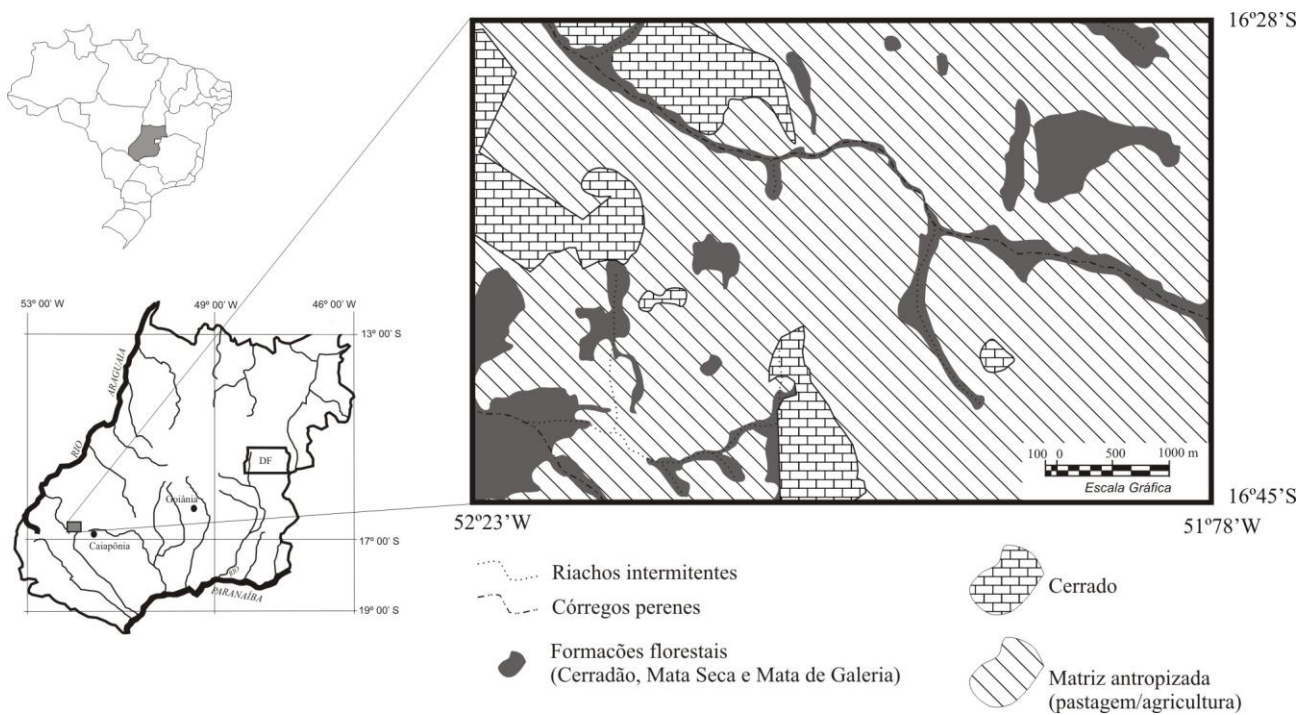 16º28'S
53º 00' W
49º 00' W
46º 00' W
13º 00' S
RIO ARAGUAIA
DF
Goiânia
Caiapônia
17º 00' S
RIO PARANAÍBA
19º 00' S
100 0 500 1000 m
Escala Gráfica
16º45'S
52º23'W
51º78'W
Riachos intermitentes
Córregos perenes
Formacões florestais
(Cerradão, Mata Seca e Mata de Galeria)
Cerrado
Matriz antropizada
(pastagem/agricultura)